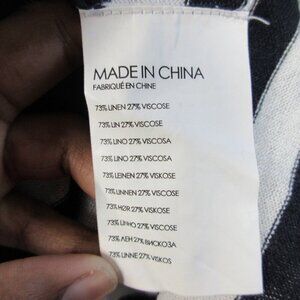 MADE IN CHINA
FABRIQUÉ EN CHINE
73% LINEN 27% VISCOSE
73% LIN 27% VISCOSE
73% LINO 27% VISCOSA
73% LINO 27% VISCOSA
73% LEINEN 27% VISKOSE
73% LINNEN 27% VISCOSE
73% HØR 27% VISKOSE
73% LINHO 27% VISCOSE
73% ЛЕН 27% ВИСКОЗА
73% LINNE 27% VISKOS